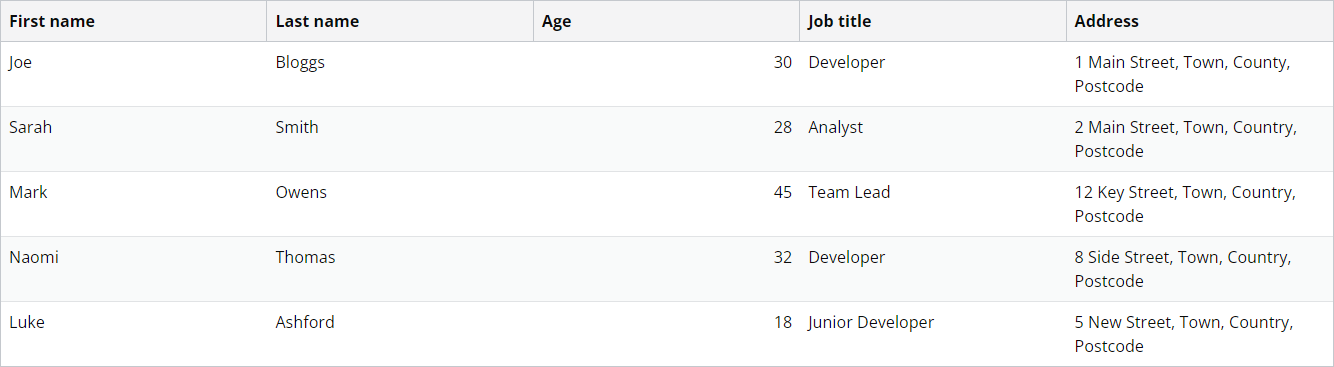 First name Last name Age Job title Address
Joe Bloggs 30 Developer 1 Main Street, Town, County,
Postcode
Sarah Smith 28 Analyst 2 Main Street, Town, Country,
Postcode
Mark Owens 45 Team Lead 12 Key Street, Town, Country,
Postcode
Naomi Thomas 32 Developer 8 Side Street, Town, Country,
Postcode
Luke Ashford 18 Junior Developer 5 New Street, Town, Country,
Postcode